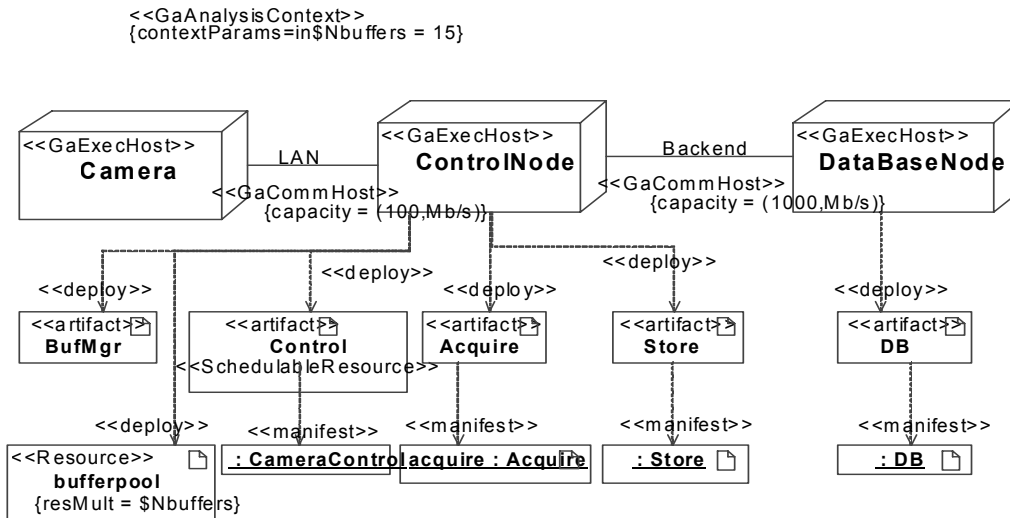 <<GaAnalysisContext>>
{contextParams=in$Nbuffers = 15}
<<GaExecHost>>
Camera
LAN
<<GaCommHost>>
{capacity = (100,Mb/s)}
<<GaExecHost>>
ControlNode
Backend
<<GaCommHost>>
{capacity = (1000,Mb/s)}
<<GaExecHost>>
DataBaseNode
<<deploy>>
<<deploy>>
<<deploy>>
<<deploy>>
<<deploy>>
<<artifact>>
BufMgr
<<artifact>>
Control
<<SchedulableResource>>
<<artifact>>
Acquire
<<artifact>>
Store
<<artifact>>
DB
<<deploy>>
<<manifest>>
<<manifest>>
<<manifest>>
<<manifest>>
<<Resource>>
bufferpool
{resMult = $Nbuffers}
: CameraControl
acquire : Acquire
: Store
: DB